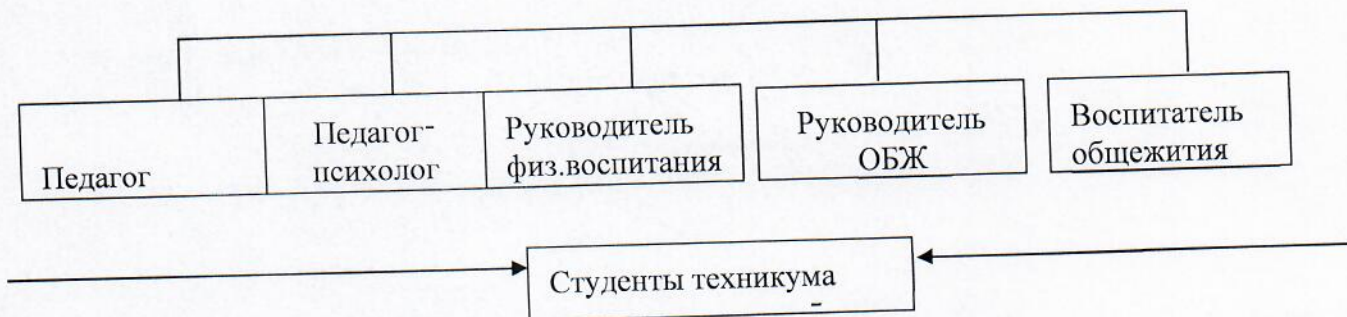 Педагог
Педагог-
психолог
Руководитель
физ.воспитания
Руководитель
ОБЖ
Воспитатель
общежития
Студенты техникума